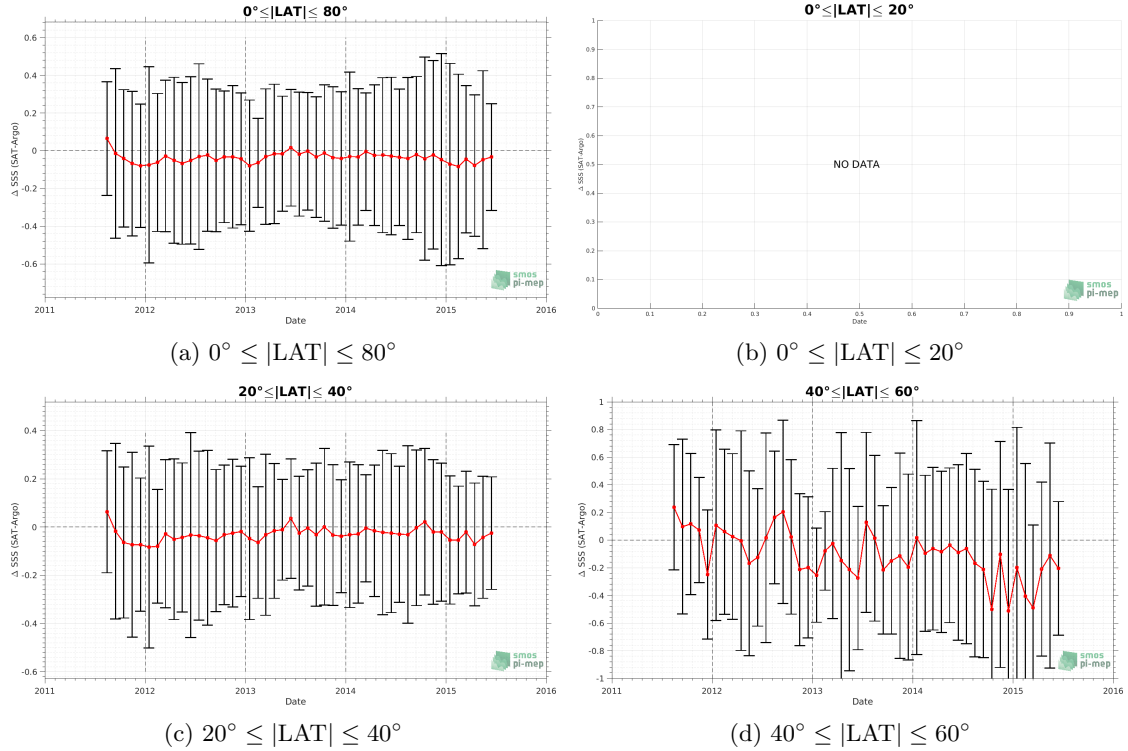 0°≤|LAT|≤ 80°
Δ SSS (SAT-Argo)
0.6
0.4
0.2
0
-0.2
-0.4
-0.6
2011 2012 2013 2014 2015 2016
Date
smos
pi-mep
(a) 0° ≤ |LAT| ≤ 80°
0°≤|LAT|≤ 20°
Δ SSS (SAT-Argo)
1
0.9
0.8
0.7
0.6
0.5
0.4
0.3
0.2
0.1
0
NO DATA
0 0.1 0.2 0.3 0.4 0.5 0.6 0.7 0.8 0.9 1
Date
smos
pi-mep
(b) 0° ≤ |LAT| ≤ 20°
20°≤|LAT|≤ 40°
Δ SSS (SAT-Argo)
0.4
0.2
0
-0.2
-0.4
-0.6
2011 2012 2013 2014 2015 2016
Date
smos
pi-mep
(c) 20° ≤ |LAT| ≤ 40°
40°≤|LAT|≤ 60°
Δ SSS (SAT-Argo)
1
0.8
0.6
0.4
0.2
0
-0.2
-0.4
-0.6
-0.8
-1
2011 2012 2013 2014 2015 2016
Date
smos
pi-mep
(d) 40° ≤ |LAT| ≤ 60°